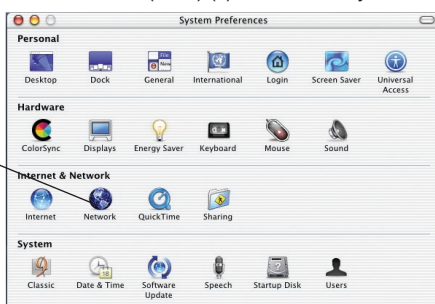 System Preferences
Personal
Desktop Dock General International Login Screen Saver Universal Access
Hardware
ColorSync Displays Energy Saver Keyboard Mouse Sound
Internet & Network
Internet Network QuickTime Sharing
System
Classic Date & Time Software Update Speech Startup Disk Users